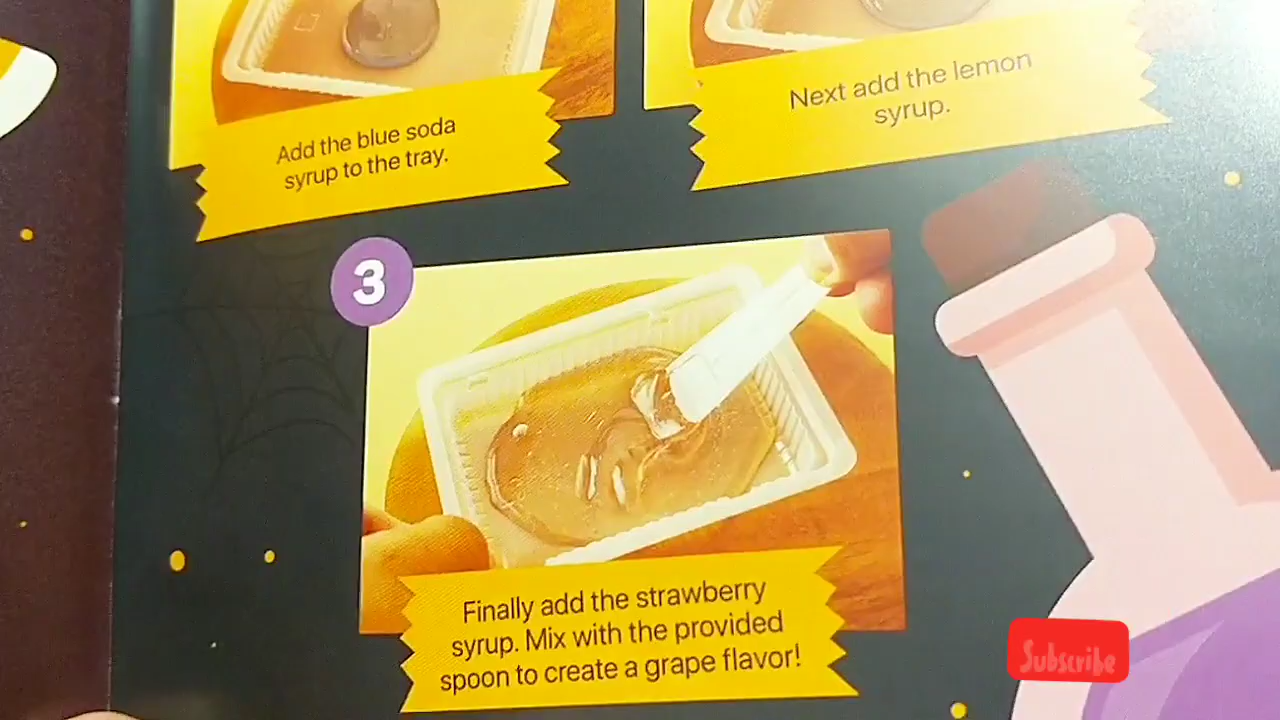 Add the blue soda
syrup to the tray.
Next add the lemon
syrup.
3
Finally add the strawberry
syrup. Mix with the provided
spoon to create a grape flavor!
Subscribe